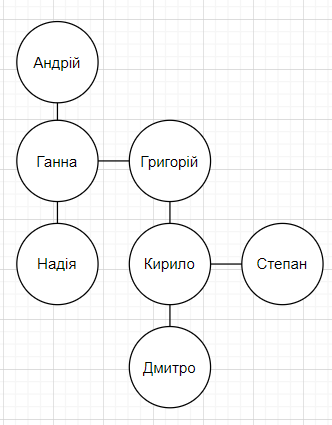 Андрій
Ганна
Григорій
Надія
Кирило
Степан
Дмитро